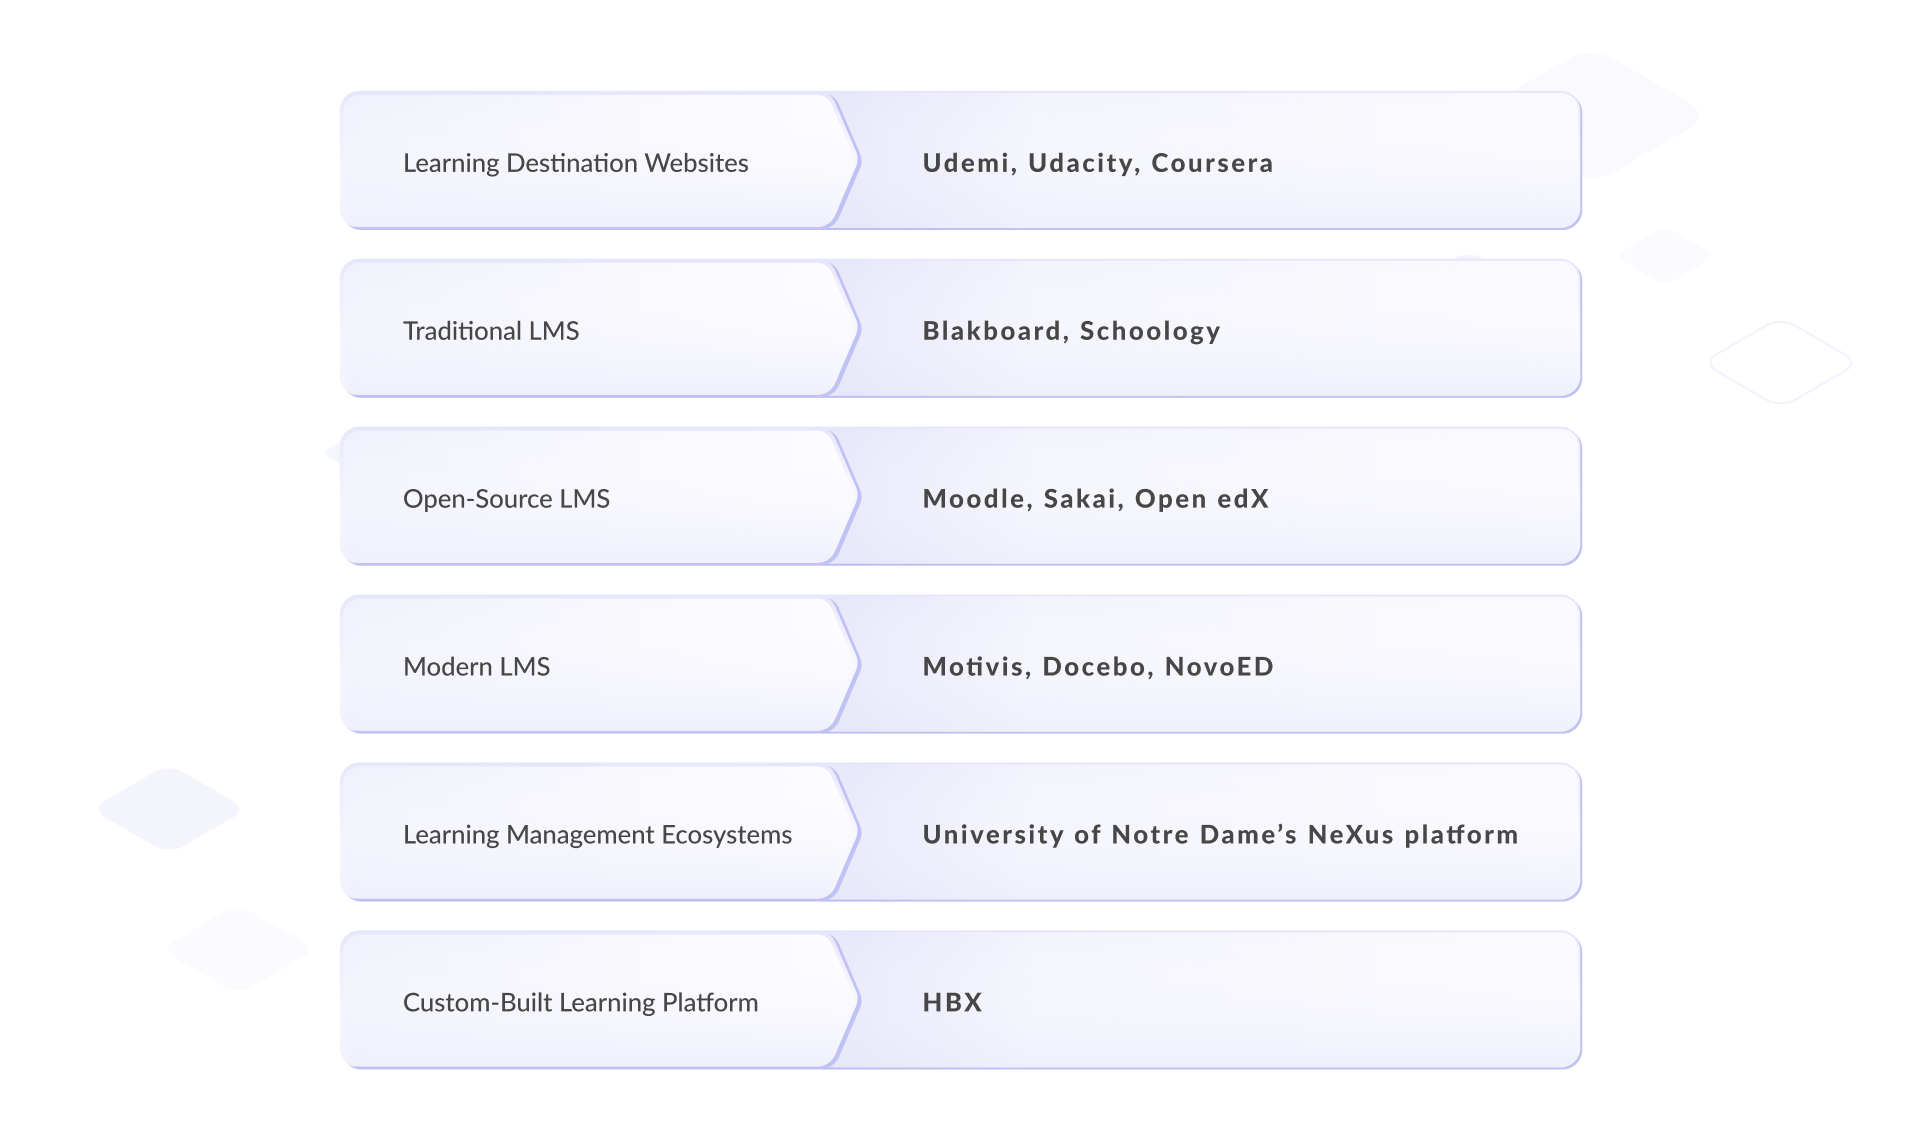 Learning Destination Websites
Udemi, Udacity, Coursera
Traditional LMS
Blakboard, Schoology
Open-Source LMS
Moodle, Sakai, Open edX
Modern LMS
Motivis, Docebo, NovoED
Learning Management Ecosystems
University of Notre Dame’s NeXus platform
Custom-Built Learning Platform
HBX